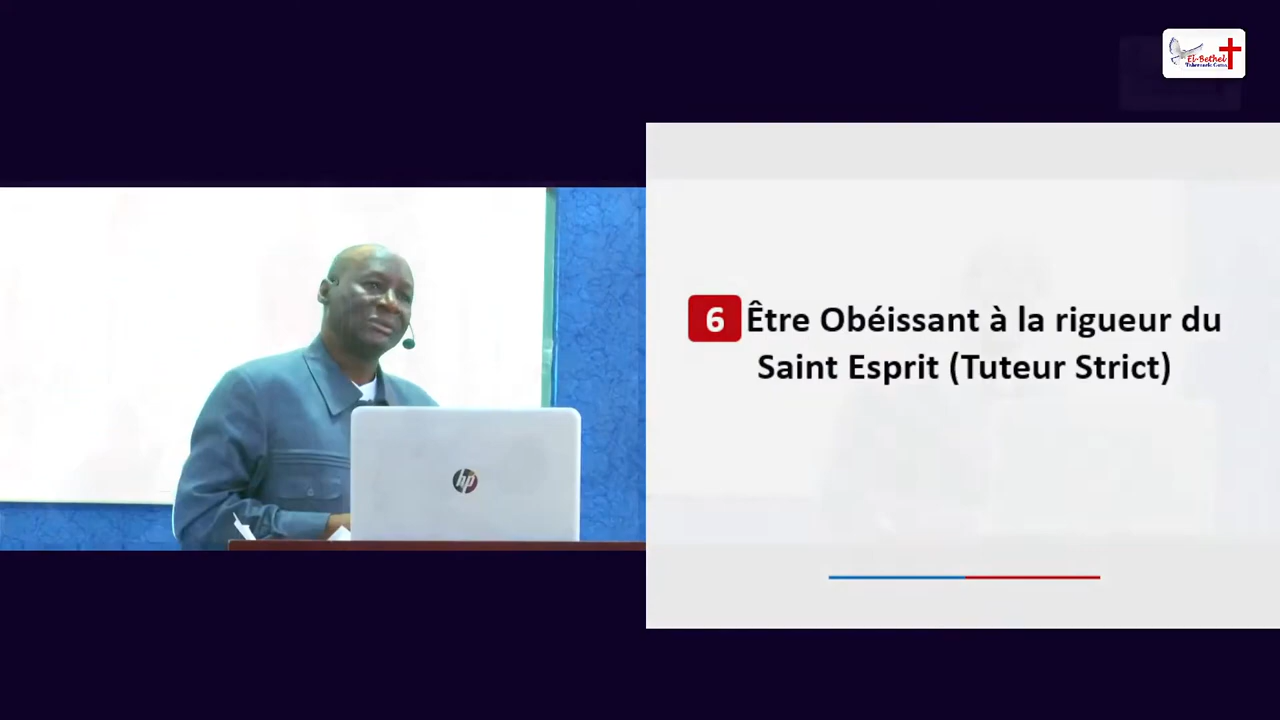 El-Bethel
6 Être Obéissant à la rigueur du
Saint Esprit (Tuteur Strict)
hp